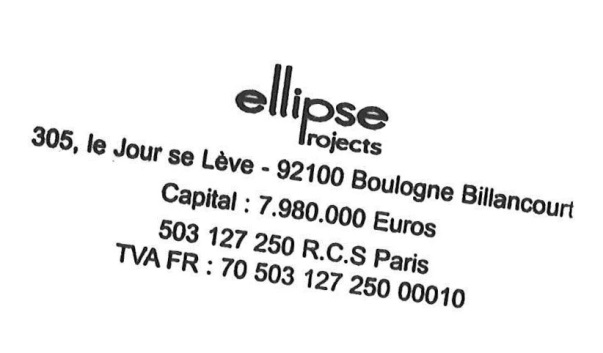 ellipse
projects
305, le Jour se Lève - 92100 Boulogne Billancourt
Capital : 7.980.000 Euros
503 127 250 R.C.S Paris
TVA FR : 70 503 127 250 00010